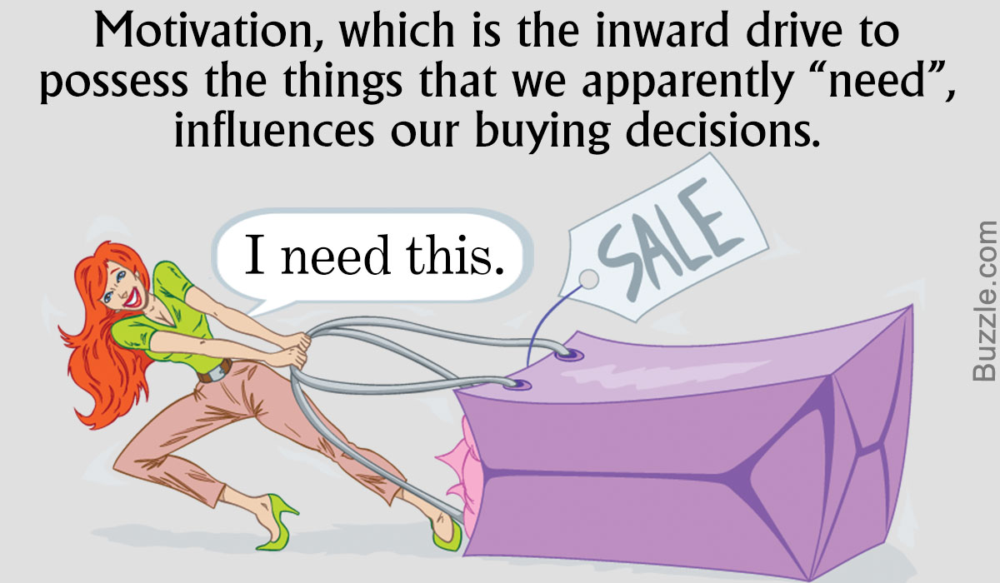 Motivation, which is the inward drive to
possess the things that we apparently “need”,
influences our buying decisions.
I need this.
SALE
Buzzle.com